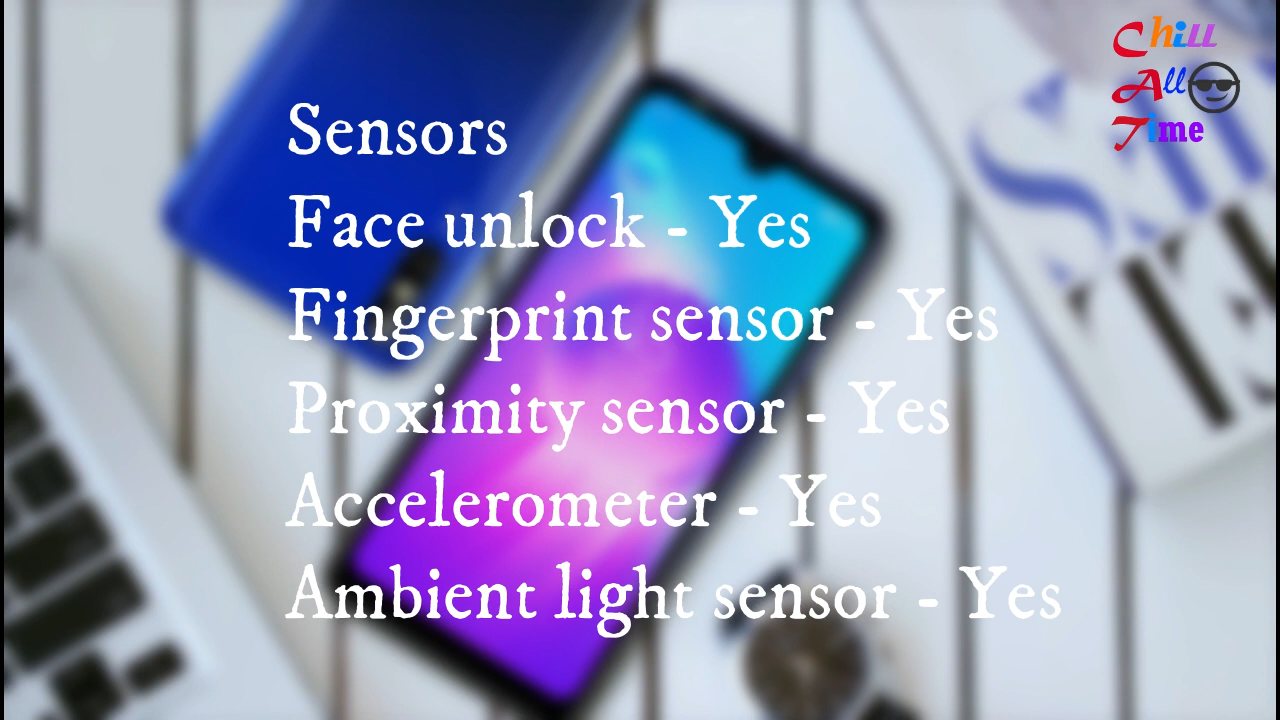 Chill
All
Time
Sensors
Face unlock - Yes
Fingerprint sensor - Yes
Proximity sensor - Yes
Accelerometer - Yes
Ambient light sensor - Yes